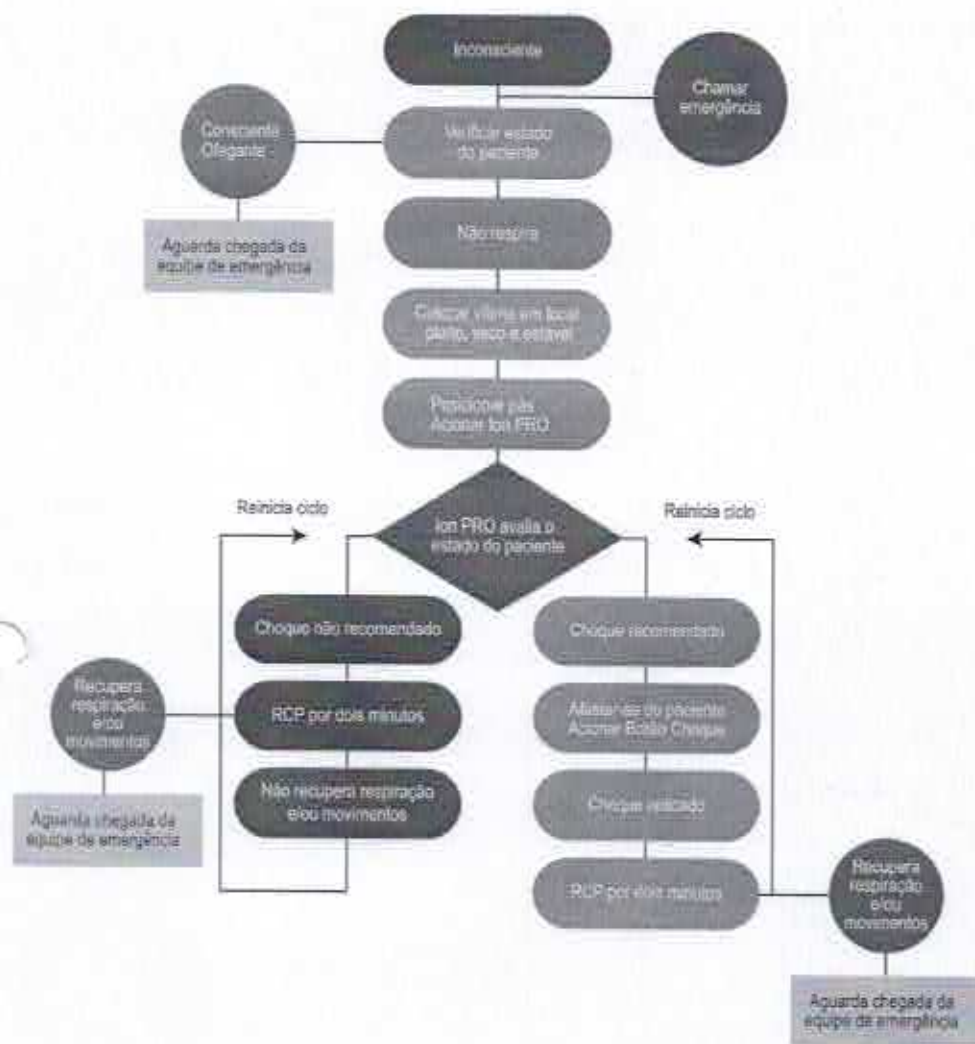 Inconsciente
Chamar
emergência
Consciente
Ofegante
Verificar estado
do paciente
Aguarda chegada da
equipe de emergência
Não respira
Colocar vítima em local
plano, seco e estável
Posicionar pás
Acionar Ion PRO
Reinicia ciclo
Ion PRO avalia o
estado do paciente
Reinicia ciclo
Choque não recomendado
Choque recomendado
Recupera
respiração
e/ou
movimentos
RCP por dois minutos
Afastar-se do paciente
Acionar Botão Choque
Não recupera respiração
e/ou movimentos
Choque aplicado
Aguarda chegada da
equipe de emergência
RCP por dois minutos
Recupera
respiração
e/ou
movimentos
Aguarda chegada da
equipe de emergência